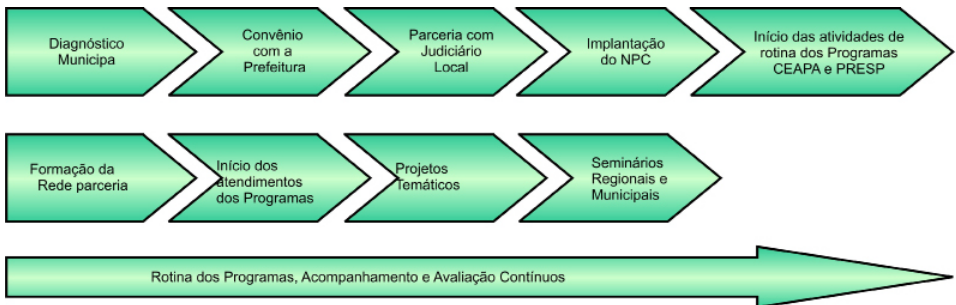 Diagnóstico
Municipa
Convênio
com a
Prefeitura
Parceria com
Judiciário
Local
Implantação
do NPC
Início das atividades de
rotina dos Programas
CEAPA e PRESP
Formação da
Rede parceria
Início dos
atendimentos
dos Programas
Projetos
Temáticos
Seminários
Regionais e
Municipais
Rotina dos Programas, Acompanhamento e Avaliação Contínuos